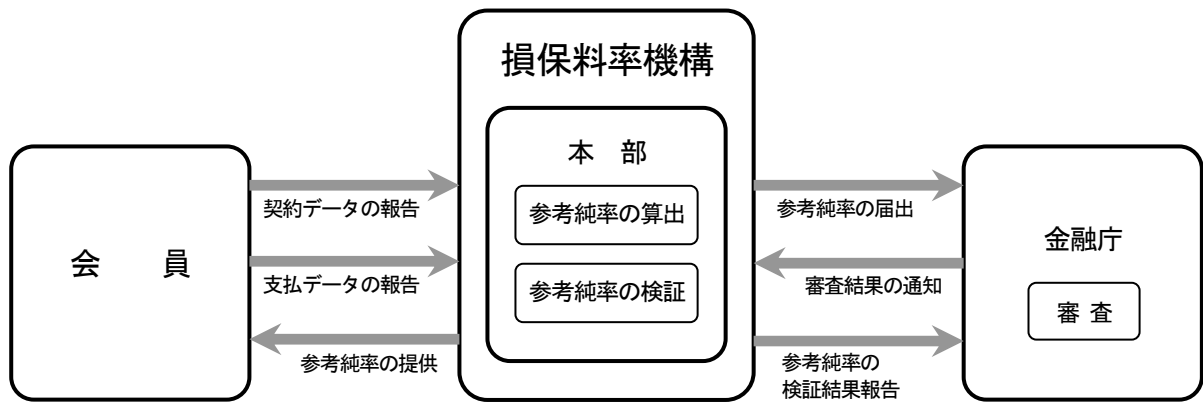 損保料率機構
本 部
参考純率の算出
参考純率の検証
会 員
契約データの報告
支払データの報告
参考純率の提供
参考純率の届出
審査結果の通知
参考純率の
検証結果報告
金融庁
審 査